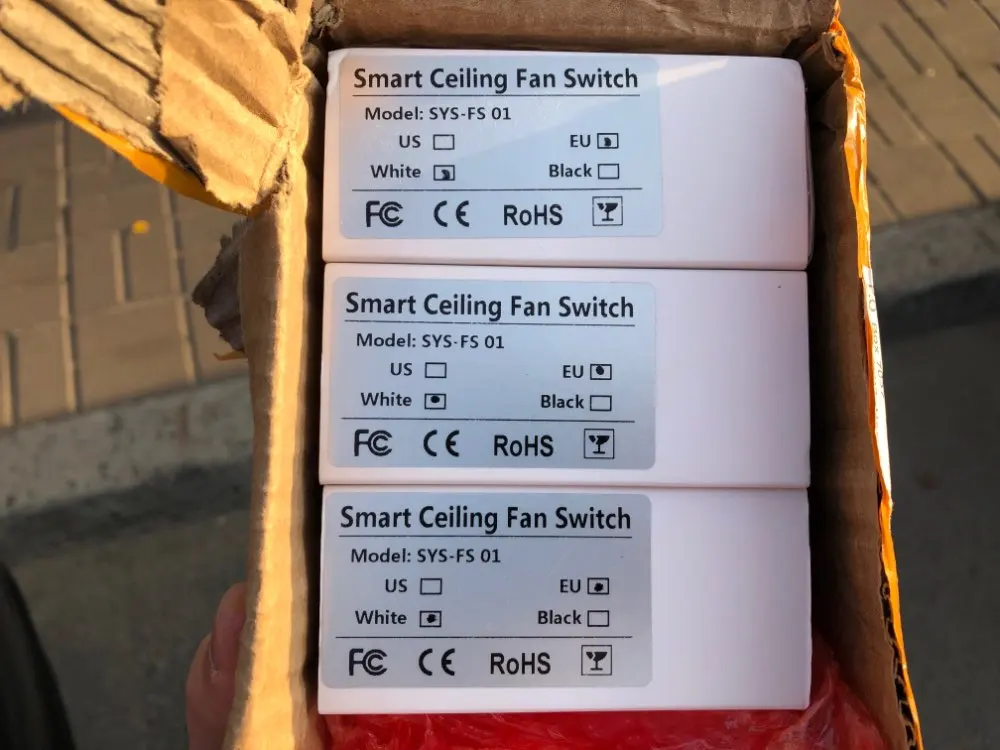 Smart Ceiling Fan Switch
Model: SYS-FS 01
US EU
White Black
FC CE RoHS
Smart Ceiling Fan Switch
Model: SYS-FS 01
US EU
White Black
FC CE RoHS
Smart Ceiling Fan Switch
Model: SYS-FS 01
US EU
White Black
FC CE RoHS
Box